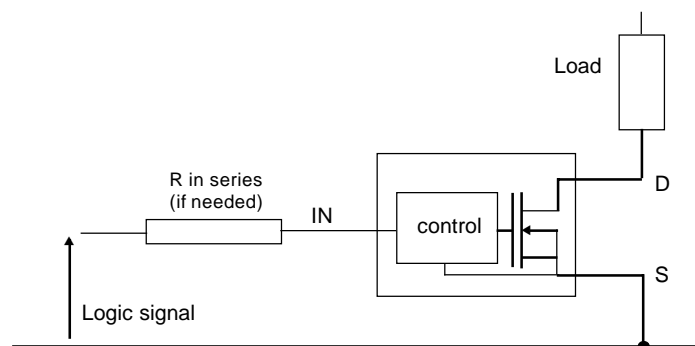 Load
R in series
(if needed)
IN
D
control
S
Logic signal